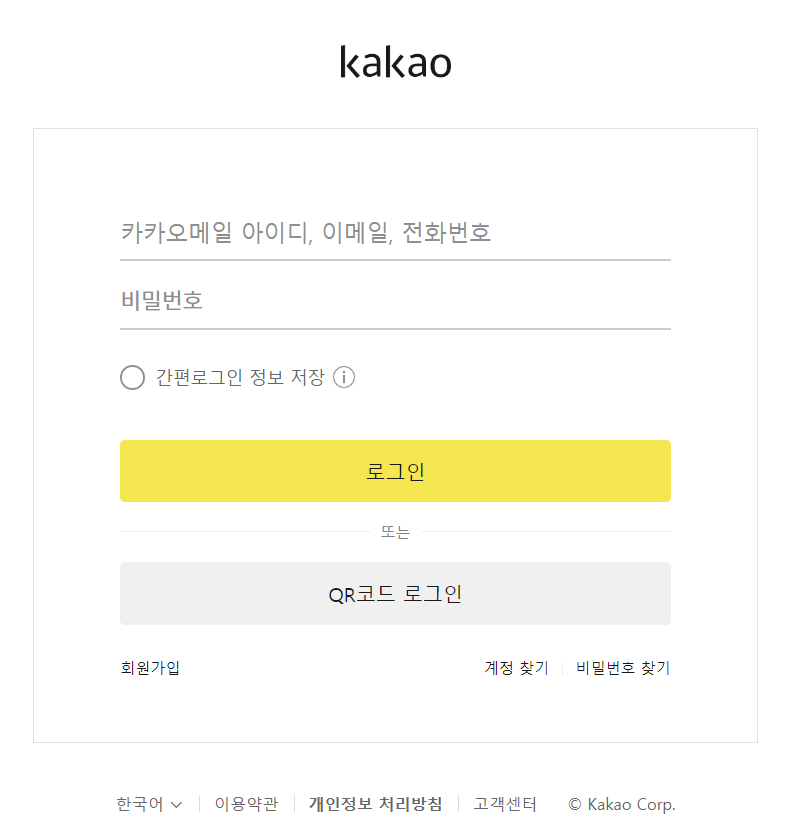 kakao
카카오메일 아이디, 이메일, 전화번호
비밀번호
간편로그인 정보 저장
로그인
또는
QR코드 로그인
회원가입 계정 찾기 비밀번호 찾기
한국어 이용약관 개인정보 처리방침 고객센터 © Kakao Corp.